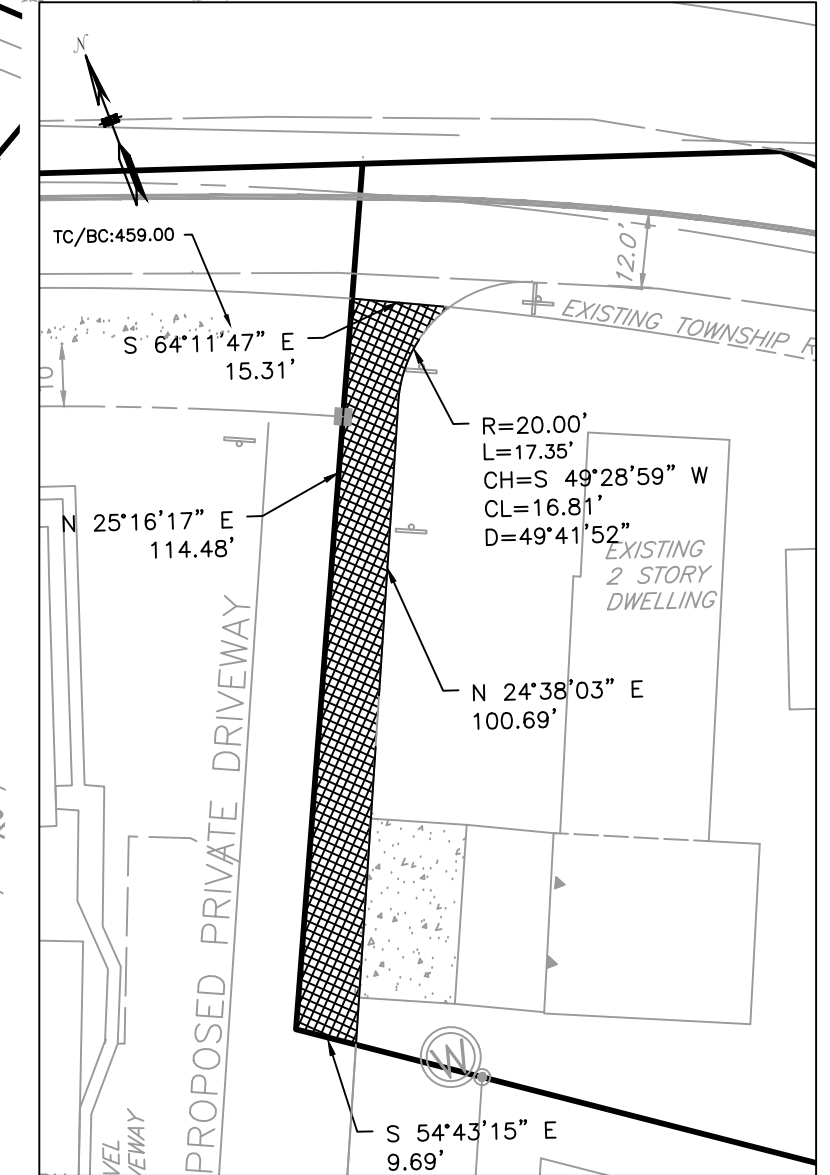 N
TC/BC:459.00
12.0'
EXISTING TOWNSHIP R
S 64°11'47" E
15.31'
10
R=20.00'
L=17.35'
CH=S 49°28'59" W
CL=16.81'
D=49°41'52"
N 25°16'17" E
114.48'
EXISTING
2 STORY
DWELLING
N 24°38'03" E
100.69'
PROPOSED PRIVATE DRIVEWAY
W
S 54°43'15" E
9.69'
VEL
EWAY